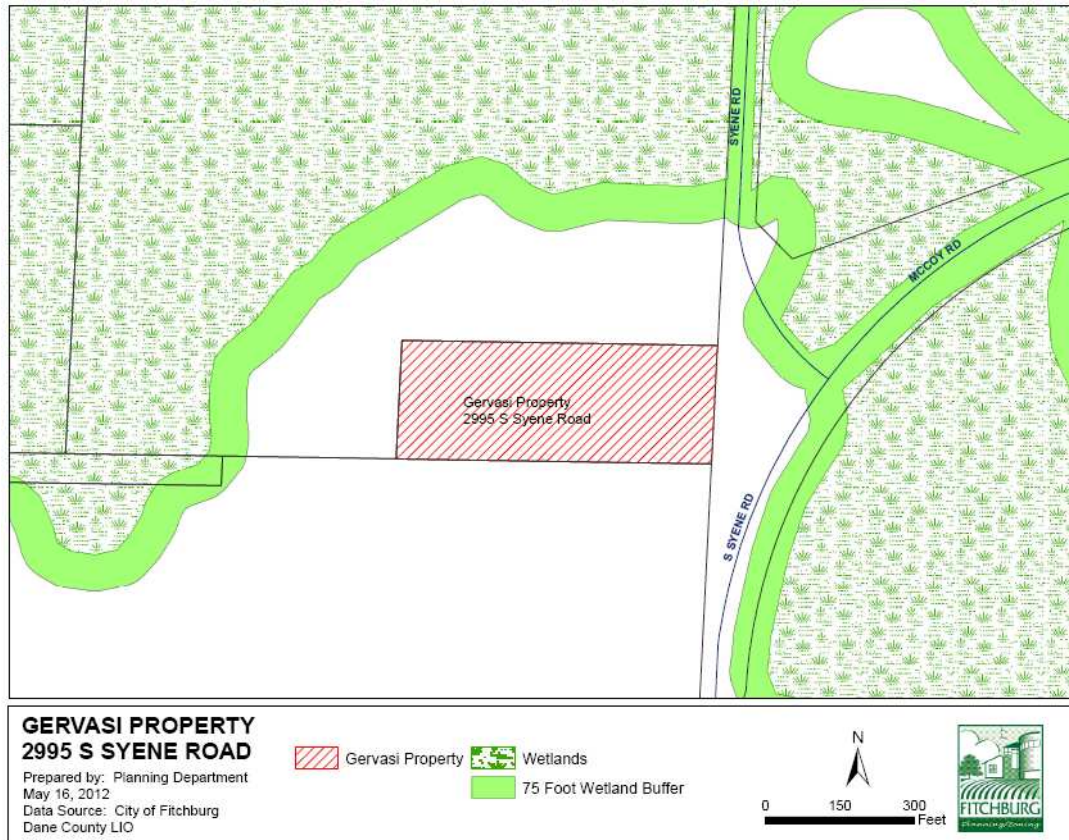 SYENE RD
MCCOY RD
Gervasi Property
2995 S Syene Road
S SYENE RD
GERVASI PROPERTY
2995 S SYENE ROAD
Prepared by: Planning Department
May 16, 2012
Data Source: City of Fitchburg
Dane County LIO
Gervasi Property
Wetlands
75 Foot Wetland Buffer
N
0 150 300
Feet
FITCHBURG
Planning/Zoning